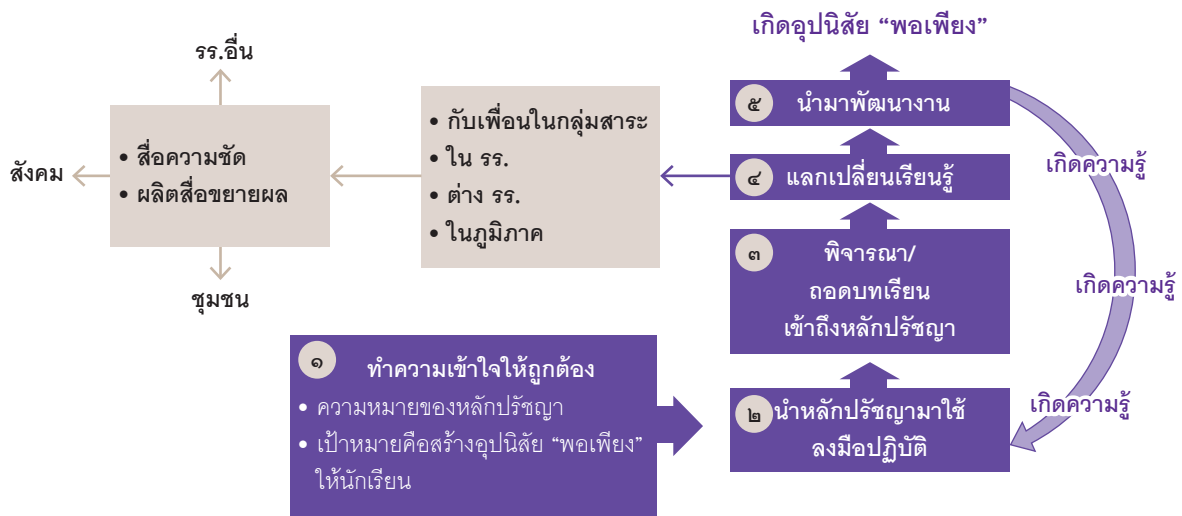 เกิดอุปนิสัย “พอเพียง”
๕ นำมาพัฒนางาน
๔ แลกเปลี่ยนเรียนรู้
๓ พิจารณา/
ถอดบทเรียน
เข้าถึงหลักปรัชญา
๒ นำหลักปรัชญามาใช้
ลงมือปฏิบัติ
๑ ทำความเข้าใจให้ถูกต้อง
• ความหมายของหลักปรัชญา
• เป้าหมายคือสร้างอุปนิสัย “พอเพียง”
ให้นักเรียน
เกิดความรู้
เกิดความรู้
เกิดความรู้
• กับเพื่อนในกลุ่มสาระ
• ใน รร.
• ต่าง รร.
• ในภูมิภาค
• สื่อความชัด
• ผลิตสื่อขยายผล
รร.อื่น
สังคม
ชุมชน